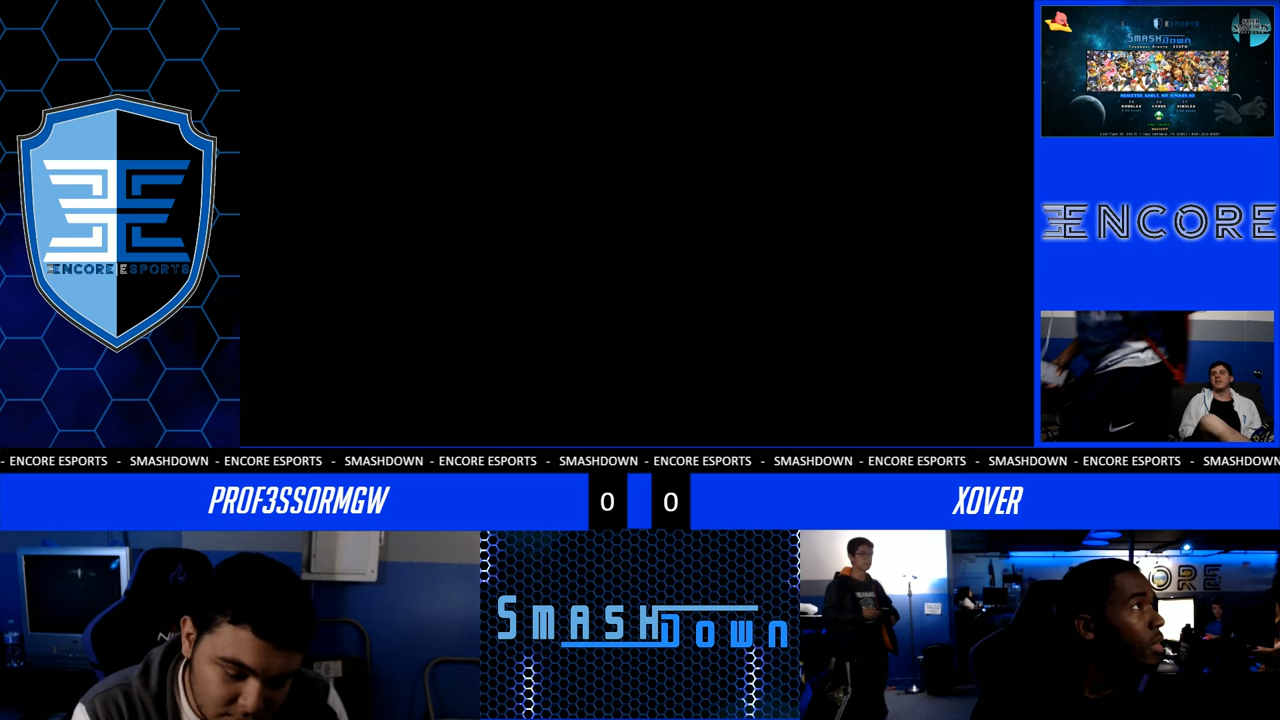 ESPORTS
SMASHDOWN
ENCORE ESPORTS
ENCORE
- ENCORE ESPORTS - SMASHDOWN - ENCORE ESPORTS - SMASHDOWN - ENCORE ESPORTS - SMASHDOWN - ENCORE ESPORTS - SMASHDOWN - ENCORE ESPORTS - SMASHDOWN - ENCORE ESPORTS - SMASHDOWN
PROF3SSORMGW 0 0 XOVER
SMASHDOWN
ORE